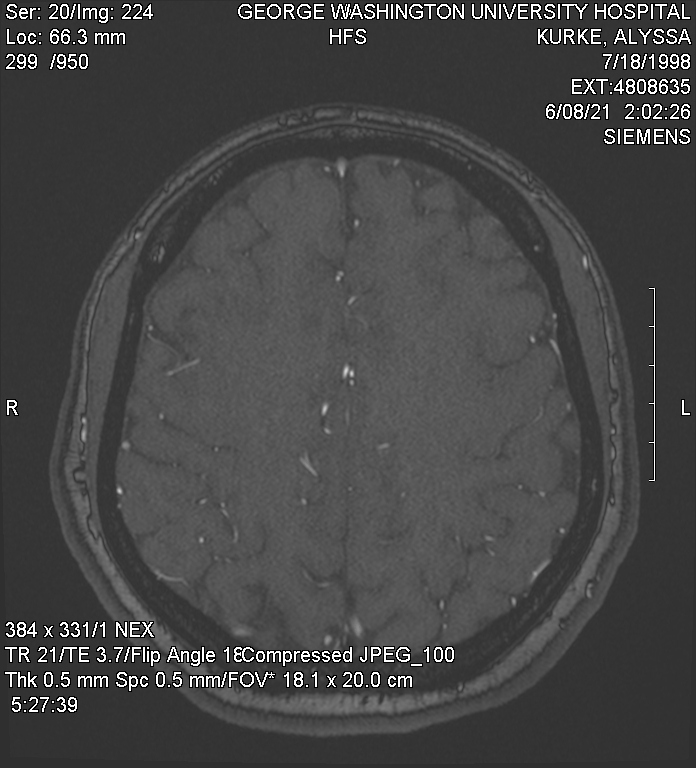 Ser: 20/Img: 224
Loc: 66.3 mm
299 /950
GEORGE WASHINGTON UNIVERSITY HOSPITAL
HFS
KURKE, ALYSSA
7/18/1998
EXT:4808635
6/08/21 2:02:26
SIEMENS
R
L
384 x 331/1 NEX
TR 21/TE 3.7/Flip Angle 18Compressed JPEG_100
Thk 0.5 mm Spc 0.5 mm/FOV* 18.1 x 20.0 cm
5:27:39